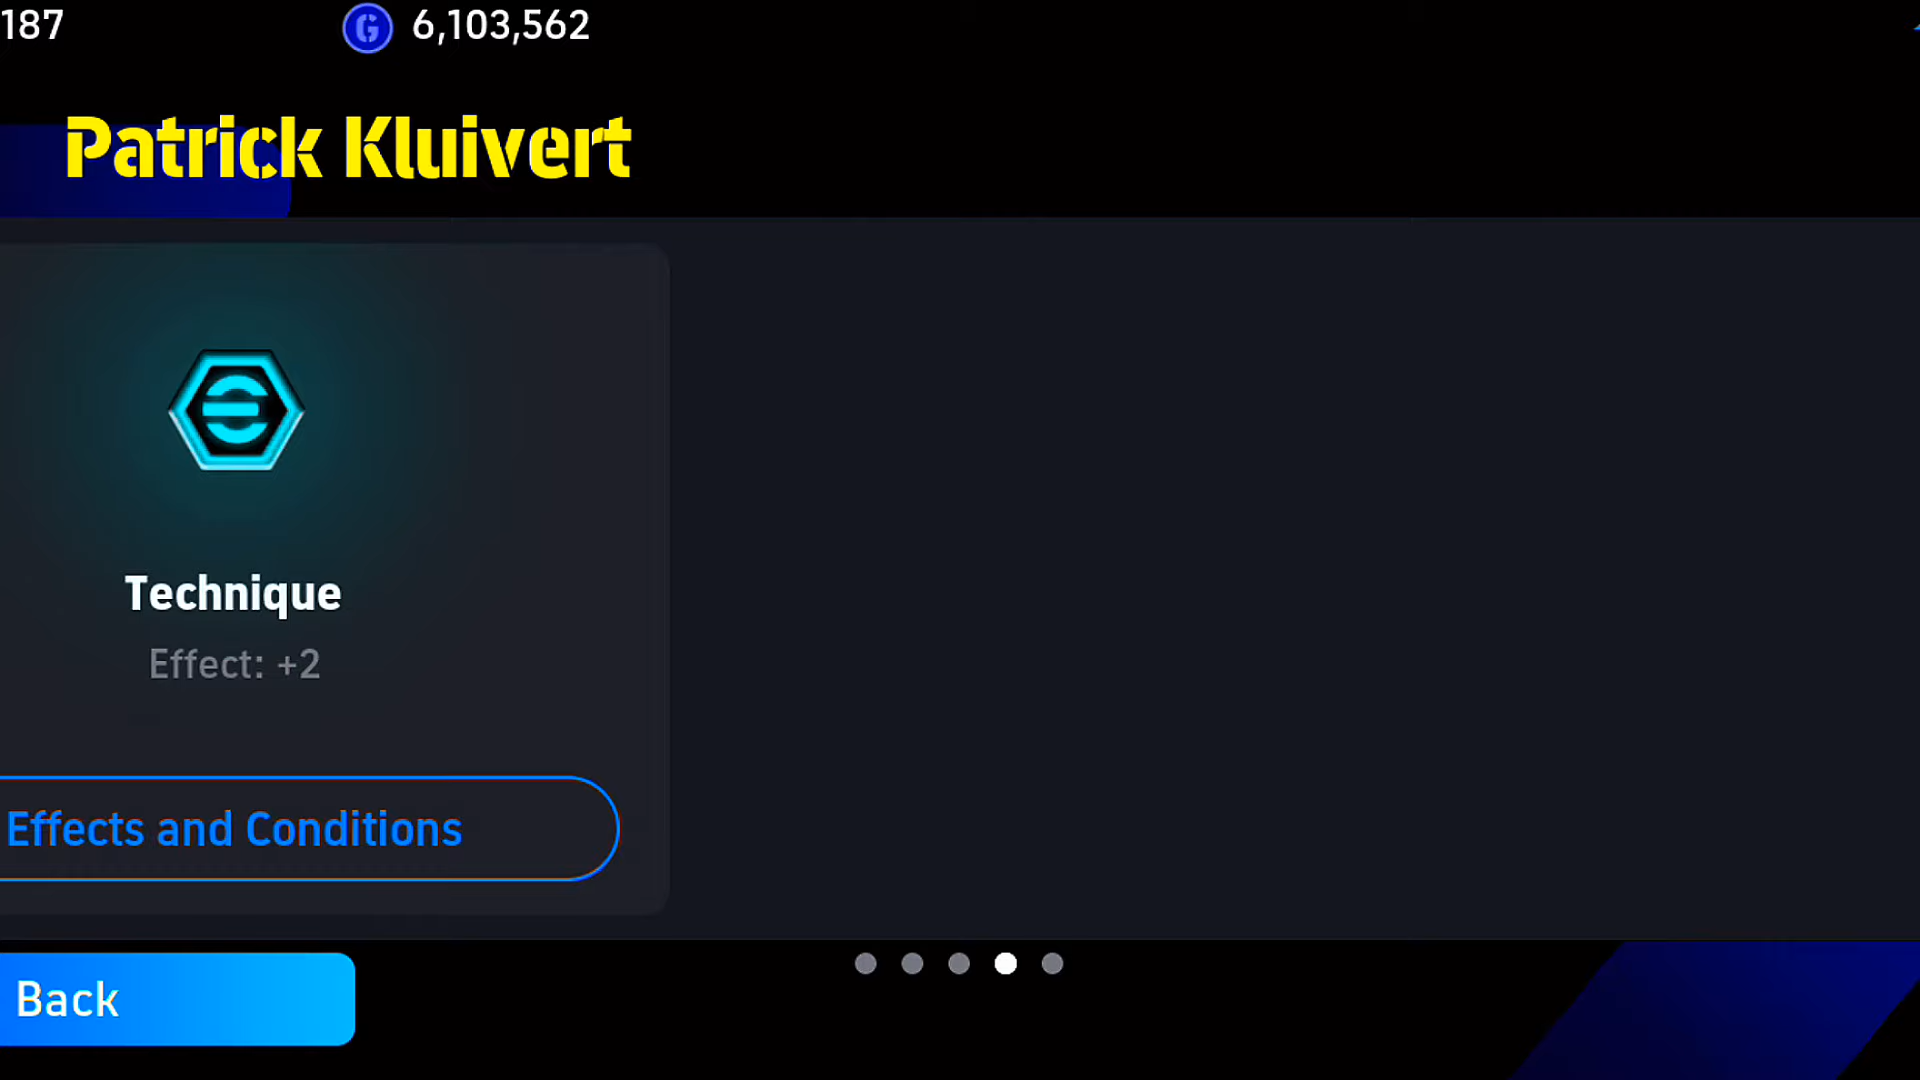 187
6,103,562
Patrick Kluivert
Technique
Effect: +2
Effects and Conditions
Back